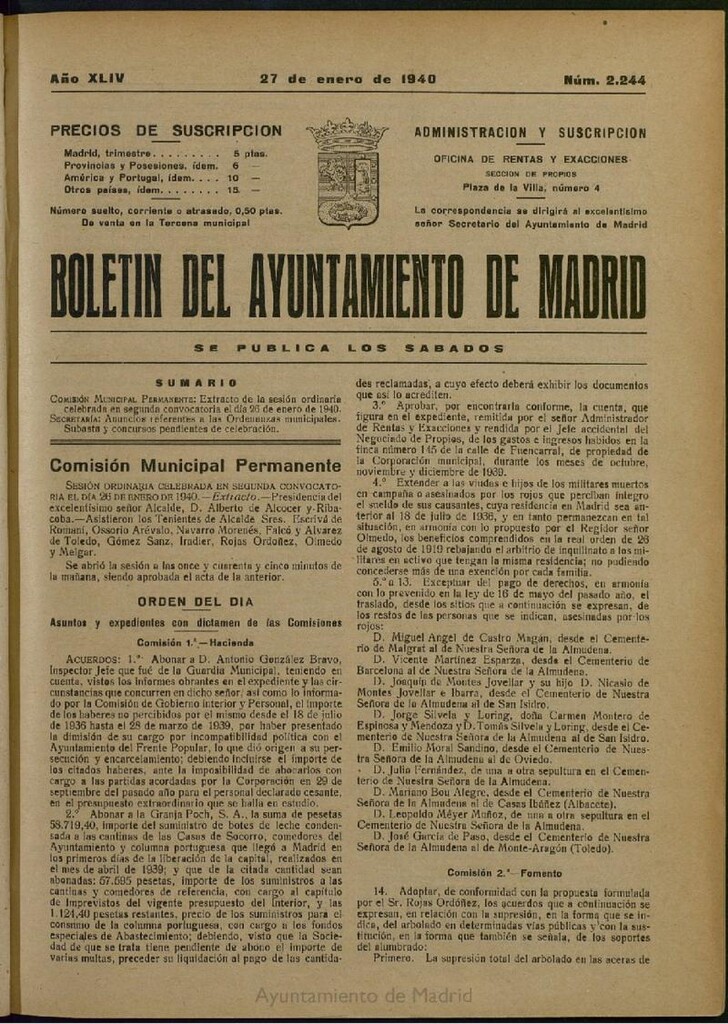 Año XLIV
27 de enero de 1940
Núm. 2.244
PRECIOS DE SUSCRIPCION
Madrid, trimestre......... 5 ptas.
Provincias y Posesiones, ídem. 6 —
América y Portugal, ídem.... 10 —
Otros países, ídem........ 15 —
Número suelto, corriente o atrasado, 0,50 ptas.
De venta en la Tercena municipal
ADMINISTRACION Y SUSCRIPCION
OFICINA DE RENTAS Y EXACCIONES
SECCION DE PROPIOS
Plaza de la Villa, número 4
La correspondencia se dirigirá al excelentísimo
señor Secretario del Ayuntamiento de Madrid
BOLETIN DEL AYUNTAMIENTO DE MADRID
SE PUBLICA LOS SABADOS
SUMARIO
COMISIÓN MUNICIPAL PERMANENTE: Extracto de la sesión ordinaria
celebrada en segunda convocatoria el día 26 de enero de 1940.
SECRETARÍA: Anuncios referentes a las Ordenanzas municipales.
Subasta y concursos pendientes de celebración.
Comisión Municipal Permanente
SESIÓN ORDINARIA CELEBRADA EN SEGUNDA CONVOCATO-
RIA EL DÍA 26 DE ENERO DE 1940.—Extracto.—Presidencia del
excelentísimo señor Alcalde, D. Alberto de Alcocer y Riba-
coba.—Asistieron los Tenientes de Alcalde Sres. Escrivá de
Romaní, Ossorio Arévalo, Navarro Morenés, Falcó y Alvarez
de Toledo, Gómez Sanz, Iradier, Rojas Ordóñez, Olmedo
y Melgar.
Se abrió la sesión a las once y cuarenta y cinco minutos de
la mañana, siendo aprobada el acta de la anterior.
ORDEN DEL DIA
Asuntos y expedientes con dictamen de las Comisiones
Comisión 1.ª—Hacienda
ACUERDOS: 1.º Abonar a D. Antonio González Bravo,
Inspector Jefe que fué de la Guardia Municipal, teniendo en
cuenta, vistos los informes obrantes en el expediente y las cir-
cunstancias que concurren en dicho señor, así como lo informa-
do por la Comisión de Gobierno interior y Personal, el importe
de los haberes no percibidos por el mismo desde el 18 de julio
de 1936 hasta el 28 de marzo de 1939, por haber presentado
la dimisión de su cargo por incompatibilidad política con el
Ayuntamiento del Frente Popular, lo que dió origen a su per-
secución y encarcelamiento; debiendo incluirse el importe de
los citados haberes, ante la imposibilidad de abonarlos con
cargo a las partidas acordadas por la Corporación en 29 de
septiembre del pasado año para el personal declarado cesante,
en el presupuesto extraordinario que se halla en estudio.
2.º Abonar a la Granja Poch, S. A., la suma de pesetas
58.719,40, importe del suministro de botes de leche conden-
sada a las cantinas de las Casas de Socorro, comedores del
Ayuntamiento y columna portuguesa que llegó a Madrid en
los primeros días de la liberación de la capital, realizados en
el mes de abril de 1939; y que de la citada cantidad sean
abonadas: 57.595 pesetas, importe de los suministros a las
cantinas y comedores de referencia, con cargo al capítulo
de Imprevistos del vigente presupuesto del Interior, y las
1.124,40 pesetas restantes, precio de los suministros para el
consumo de la columna portuguesa, con cargo a los fondos
especiales de Abastecimiento; debiendo, visto que la Socie-
dad de que se trata tiene pendiente de abono el importe de
varias multas, preceder su liquidación al pago de las cantida-
des reclamadas, a cuyo efecto deberá exhibir los documentos
que así lo acrediten.
3.º Aprobar, por encontrarla conforme, la cuenta, que
figura en el expediente, remitida por el señor Administrador
de Rentas y Exacciones y rendida por el Jefe accidental del
Negociado de Propios, de los gastos e ingresos habidos en la
finca número 145 de la calle de Fuencarral, de propiedad de
la Corporación municipal, durante los meses de octubre,
noviembre y diciembre de 1939.
4.º Extender a las viudas e hijos de los militares muertos
en campaña o asesinados por los rojos que perciban íntegro
el sueldo de sus causantes, cuya residencia en Madrid sea an-
terior al 18 de julio de 1936, y en tanto permanezcan en tal
situación, en armonía con lo propuesto por el Regidor señor
Olmedo, los beneficios comprendidos en la real orden de 26
de agosto de 1919 rebajando el arbitrio de inquilinato a los mi-
litares en activo que tengan la misma residencia; no pudiendo
concederse más de una exención por cada familia.
5.º a 13. Exceptuar del pago de derechos, en armonía
con lo prevenido en la ley de 16 de mayo del pasado año, el
traslado, desde los sitios que a continuación se expresan, de
de los restos de las personas que se indican, asesinadas por los
rojos:
D. Miguel Angel de Castro Magán, desde el Cemente-
rio de Malgrat al de Nuestra Señora de la Almudena.
D. Vicente Martínez Esparza, desde el Cementerio de
Barcelona al de Nuestra Señora de la Almudena.
D. Joaquín de Montes Jovellar y su hijo D. Nicasio de
Montes Jovellar e Ibarra, desde el Cementerio de Nuestra
Señora de la Almudena al de San Isidro.
D. Jorge Silvela y Loring, doña Carmen Montero de
Espinosa y Mendoza y D. Tomás Silvela y Loring, desde el Ce-
menterio de Nuestra Señora de la Almudena al de San Isidro.
D. Emilio Moral Sandino, desde el Cementerio de Nues-
tra Señora de la Almudena al de Oviedo.
D. Julio Fernández, de una a otra sepultura en el Cemen-
terio de Nuestra Señora de la Almudena.
D. Mariano Bou Alegre, desde el Cementerio de Nuestra
Señora de la Almudena al de Casas Ibáñez (Albacete).
D. Leopoldo Méyer Muñoz, de una a otra sepultura en el
Cementerio de Nuestra Señora de la Almudena.
D. José García de Paso, desde el Cementerio de Nuestra
Señora de la Almudena al de Monte-Aragón (Toledo).
Comisión 2.ª—Fomento
14. Adoptar, de conformidad con la propuesta formulada
por el Sr. Rojas Ordóñez, los acuerdos que a continuación se
expresan, en relación con la supresión, en la forma que se in-
dica, del arbolado en determinadas vías públicas y con la sus-
titución, en la forma que también se señala, de los soportes
del alumbrado:
Primero. La supresión total del arbolado en las aceras de
Ayuntamiento de Madrid